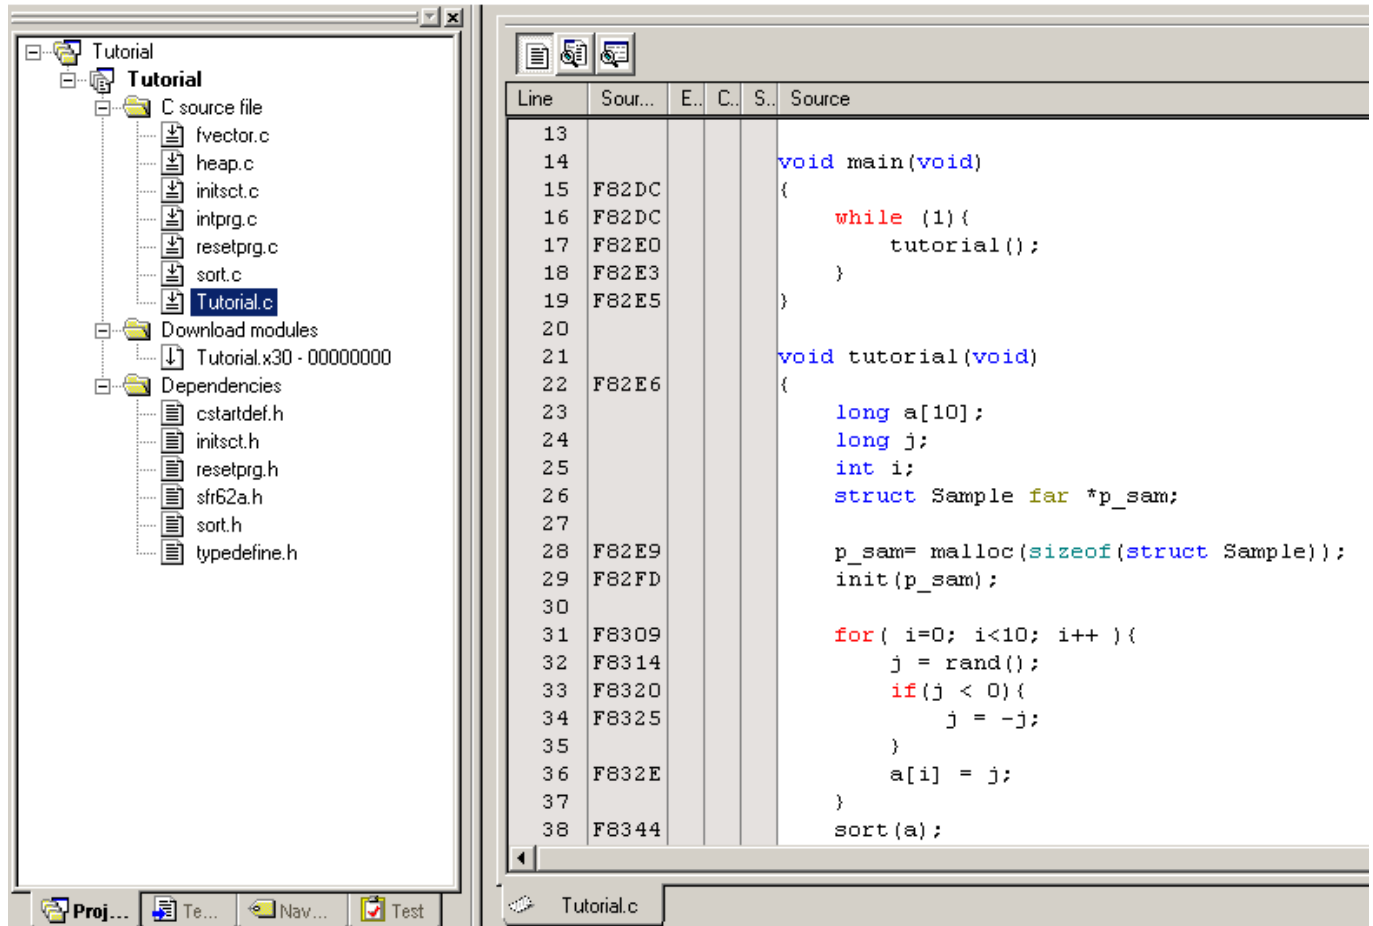 Tutorial
Tutorial
C source file
fvector.c
heap.c
initsct.c
intprg.c
resetprg.c
sort.c
Tutorial.c
Download modules
Tutorial.x30 - 00000000
Dependencies
cstartdef.h
initsct.h
resetprg.h
sfr62a.h
sort.h
typedefine.h
Proj... Te... Nav... Test
Line Sour... E.. C.. S.. Source
13
14 void main(void)
15 F82DC {
16 F82DC while (1){
17 F82E0 tutorial();
18 F82E3 }
19 F82E5 }
20
21 void tutorial(void)
22 F82E6 {
23 long a[10];
24 long j;
25 int i;
26 struct Sample far *p_sam;
27
28 F82E9 p_sam= malloc(sizeof(struct Sample));
29 F82FD init(p_sam);
30
31 F8309 for( i=0; i<10; i++ ){
32 F8314 j = rand();
33 F8320 if(j < 0){
34 F8325 j = -j;
35 }
36 F832E a[i] = j;
37 }
38 F8344 sort(a);
Tutorial.c